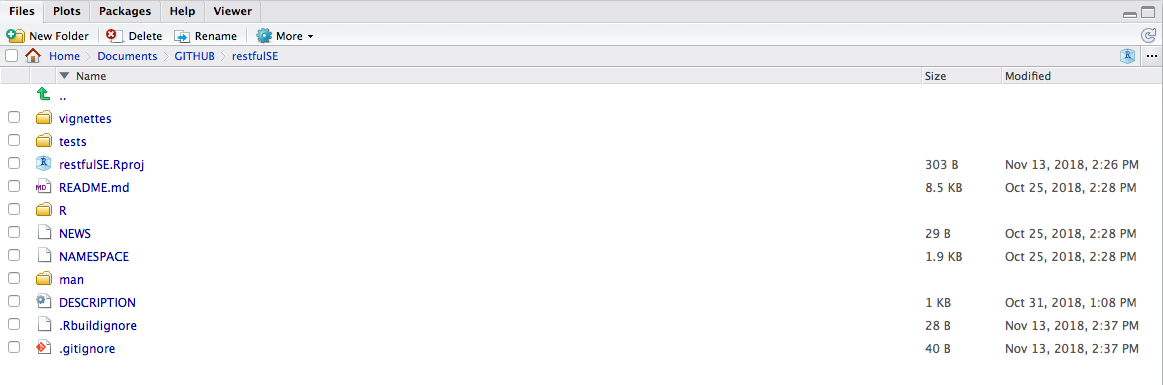 Files Plots Packages Help Viewer
New Folder Delete Rename More
Home Documents GITHUB restfulSE ...
Name Size Modified
..
vignettes
tests
restfulSE.Rproj 303 B Nov 13, 2018, 2:26 PM
MD README.md 8.5 KB Oct 25, 2018, 2:28 PM
R
NEWS 29 B Oct 25, 2018, 2:28 PM
NAMESPACE 1.9 KB Oct 25, 2018, 2:28 PM
man
DESCRIPTION 1 KB Oct 31, 2018, 1:08 PM
.Rbuildignore 28 B Nov 13, 2018, 2:37 PM
.gitignore 40 B Nov 13, 2018, 2:37 PM